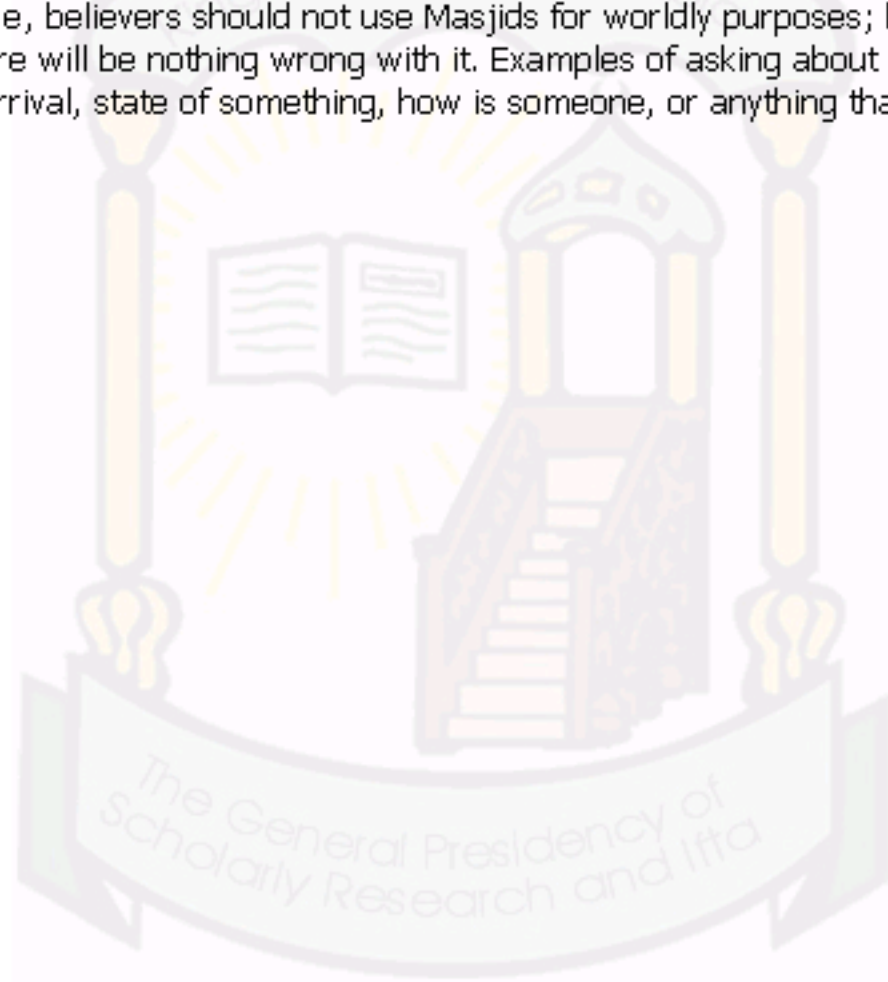 e, believers should not use Masjids for worldly purposes;
re will be nothing wrong with it. Examples of asking about
rrival, state of something, how is someone, or anything tha
The General Presidency of
Scholarly Research and Ifta